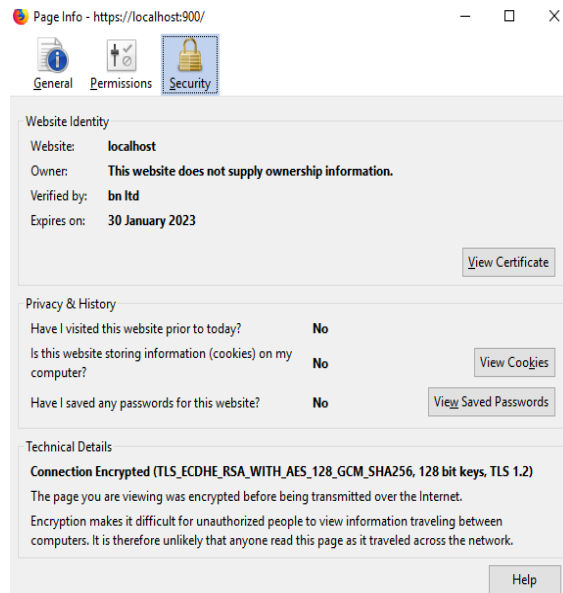 Page Info - https://localhost:900/
General Permissions Security
Website Identity
Website: localhost
Owner: This website does not supply ownership information.
Verified by: bn ltd
Expires on: 30 January 2023
View Certificate
Privacy & History
Have I visited this website prior to today? No
Is this website storing information (cookies) on my
computer? No View Cookies
Have I saved any passwords for this website? No View Saved Passwords
Technical Details
Connection Encrypted (TLS_ECDHE_RSA_WITH_AES_128_GCM_SHA256, 128 bit keys, TLS 1.2)
The page you are viewing was encrypted before being transmitted over the Internet.
Encryption makes it difficult for unauthorized people to view information traveling between
computers. It is therefore unlikely that anyone read this page as it traveled across the network.
Help